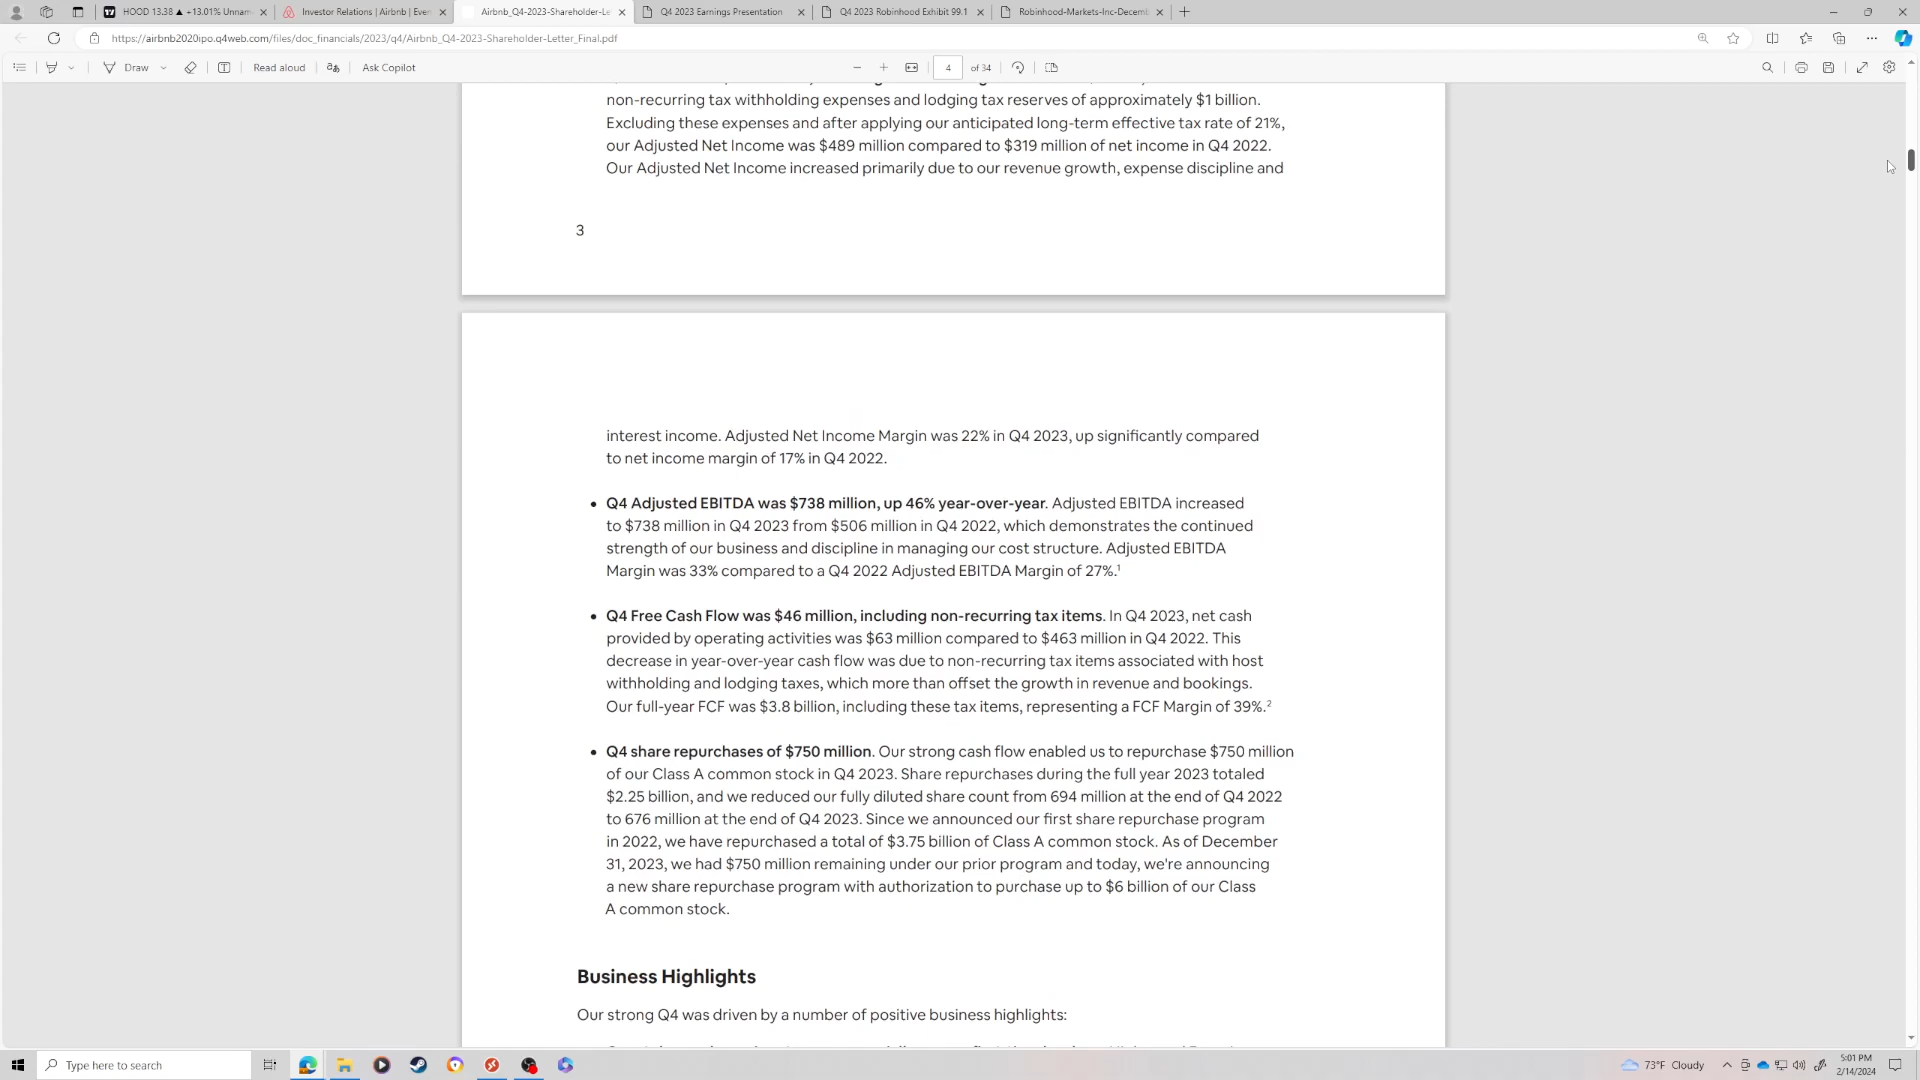 HOOD 13.38 ▲ +13.01% Unnam
Investor Relations | Airbnb | Even
Airbnb_Q4-2023-Shareholder-Le
Q4 2023 Earnings Presentation
Q4 2023 Robinhood Exhibit 99.1
Robinhood-Markets-Inc-Decemb
https://airbnb2020ipo.q4web.com/files/doc_financials/2023/q4/Airbnb_Q4-2023-Shareholder-Letter_Final.pdf
Draw
Read aloud
Ask Copilot
4 of 34
non-recurring tax withholding expenses and lodging tax reserves of approximately $1 billion.
Excluding these expenses and after applying our anticipated long-term effective tax rate of 21%,
our Adjusted Net Income was $489 million compared to $319 million of net income in Q4 2022.
Our Adjusted Net Income increased primarily due to our revenue growth, expense discipline and
3
interest income. Adjusted Net Income Margin was 22% in Q4 2023, up significantly compared
to net income margin of 17% in Q4 2022.
• Q4 Adjusted EBITDA was $738 million, up 46% year-over-year. Adjusted EBITDA increased
to $738 million in Q4 2023 from $506 million in Q4 2022, which demonstrates the continued
strength of our business and discipline in managing our cost structure. Adjusted EBITDA
Margin was 33% compared to a Q4 2022 Adjusted EBITDA Margin of 27%.¹
• Q4 Free Cash Flow was $46 million, including non-recurring tax items. In Q4 2023, net cash
provided by operating activities was $63 million compared to $463 million in Q4 2022. This
decrease in year-over-year cash flow was due to non-recurring tax items associated with host
withholding and lodging taxes, which more than offset the growth in revenue and bookings.
Our full-year FCF was $3.8 billion, including these tax items, representing a FCF Margin of 39%.²
• Q4 share repurchases of $750 million. Our strong cash flow enabled us to repurchase $750 million
of our Class A common stock in Q4 2023. Share repurchases during the full year 2023 totaled
$2.25 billion, and we reduced our fully diluted share count from 694 million at the end of Q4 2022
to 676 million at the end of Q4 2023. Since we announced our first share repurchase program
in 2022, we have repurchased a total of $3.75 billion of Class A common stock. As of December
31, 2023, we had $750 million remaining under our prior program and today, we're announcing
a new share repurchase program with authorization to purchase up to $6 billion of our Class
A common stock.
Business Highlights
Our strong Q4 was driven by a number of positive business highlights:
Type here to search
73°F Cloudy
5:01 PM
2/14/2024